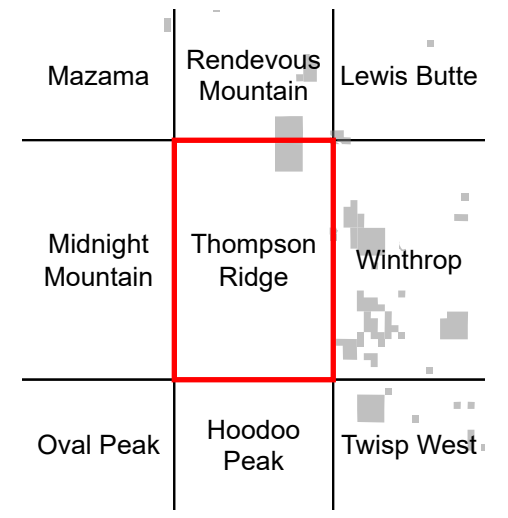 Mazama
Rendevous
Mountain
Lewis Butte
Midnight
Mountain
Thompson
Ridge
Winthrop
Oval Peak
Hoodoo
Peak
Twisp West